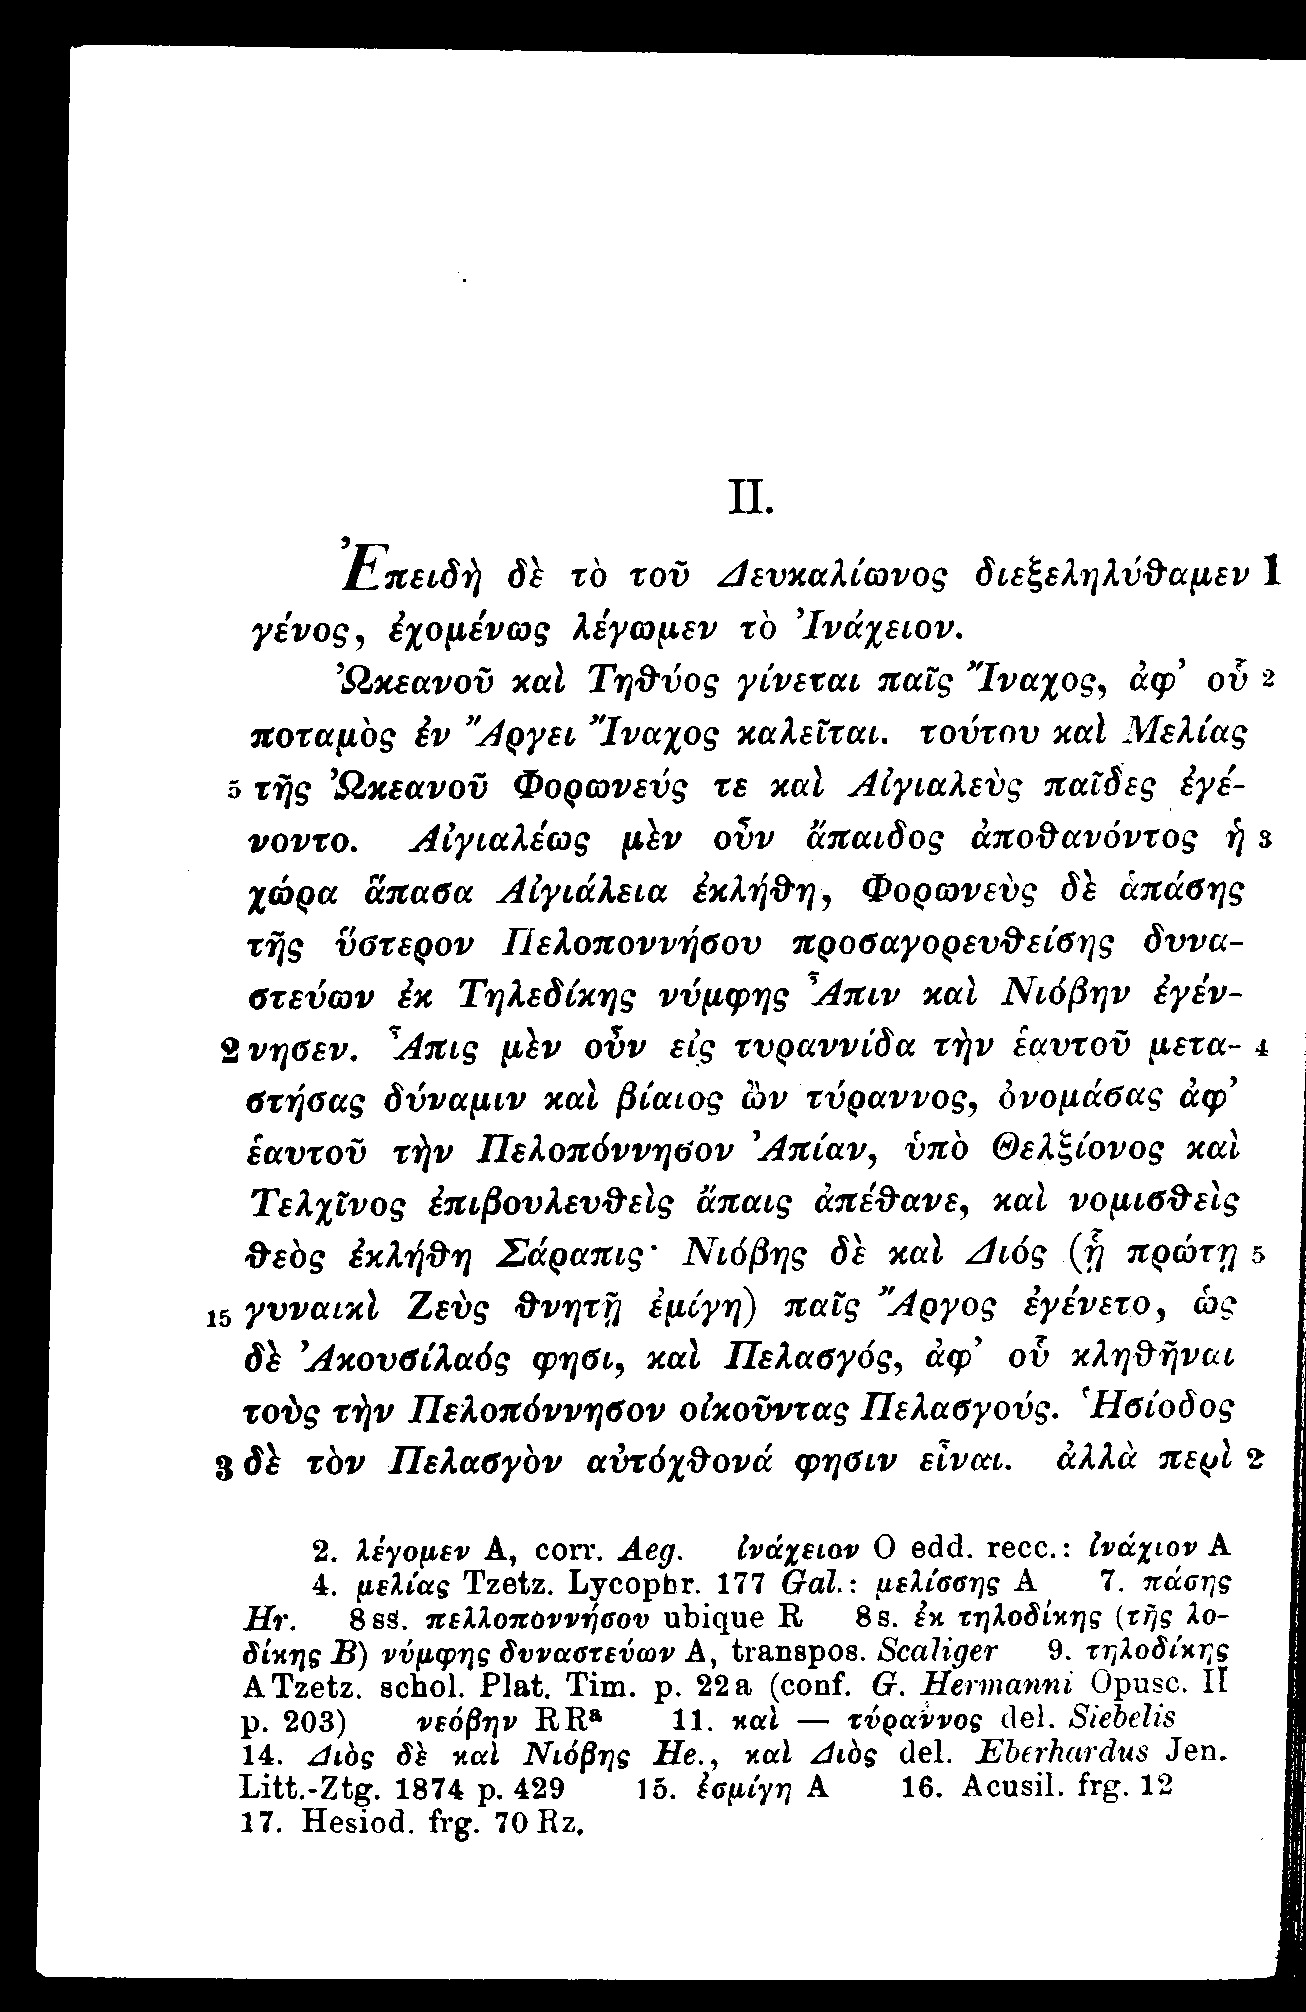 II.
Ἐπειδὴ δὲ τὸ τοῦ Δευκαλίωνος διεξεληλύθαμεν 1
γένος, ἐχομένως λέγωμεν τὸ Ἰνάχειον.
Ὠκεανοῦ καὶ Τηθύος γίνεται παῖς Ἴναχος, ἀφ’ οὗ 2
ποταμὸς ἐν Ἄργει Ἴναχος καλεῖται. τούτου καὶ Μελίας
5 τῆς Ὠκεανοῦ Φορωνεύς τε καὶ Αἰγιαλεὺς παῖδες ἐγέ-
νοντο. Αἰγιαλέως μὲν οὖν ἄπαιδος ἀποθανόντος ἡ 3
χώρα ἅπασα Αἰγιάλεια ἐκλήθη, Φορωνεὺς δὲ ἁπάσης
τῆς ὕστερον Πελοποννήσου προσαγορευθείσης δυνα-
στεύων ἐκ Τηλεδίκης νύμφης Ἆπιν καὶ Νιόβην ἐγέν-
2 νησεν. Ἆπις μὲν οὖν εἰς τυραννίδα τὴν ἑαυτοῦ μετα- 4
στήσας δύναμιν καὶ βίαιος ὢν τύραννος, ὀνομάσας ἀφ’
ἑαυτοῦ τὴν Πελοπόννησον Ἀπίαν, ὑπὸ Θελξίονος καὶ
Τελχῖνος ἐπιβουλευθεὶς ἄπαις ἀπέθανε, καὶ νομισθεὶς
θεὸς ἐκλήθη Σάραπις· Νιόβης δὲ καὶ Διός (ᾗ πρώτῃ 5
15 γυναικὶ Ζεὺς θνητῇ ἐμίγη) παῖς Ἄργος ἐγένετο, ὡς
δὲ Ἀκουσίλαός φησι, καὶ Πελασγός, ἀφ’ οὗ κληθῆναι
τοὺς τὴν Πελοπόννησον οἰκοῦντας Πελασγούς. Ἡσίοδος
3 δὲ τὸν Πελασγὸν αὐτόχθονά φησιν εἶναι. ἀλλὰ περὶ 2
2. λέγομεν A, corr. Aeg. ἰνάχειον O edd. recc.: ἰνάχιον A
4. μελίας Tzetz. Lycophr. 177 Gal.: μελίσσης A 7. πάσης
Hr. 8 ss. πελλοποννήσου ubique R 8 s. ἐκ τηλοδίκης (τῆς λο-
δίκης B) νύμφης δυναστεύων A, transpos. Scaliger 9. τηλοδίκης
A Tzetz. schol. Plat. Tim. p. 22 a (conf. G. Hermanni Opusc. II
p. 203) νεόβην R Rª 11. καὶ — τύραννος del. Siebelis
14. Διὸς δὲ καὶ Νιόβης He., καὶ Διὸς del. Eberhardus Jen.
Litt.-Ztg. 1874 p. 429 15. ἐσμίγη A 16. Acusil. frg. 12
17. Hesiod. frg. 70 Rz.